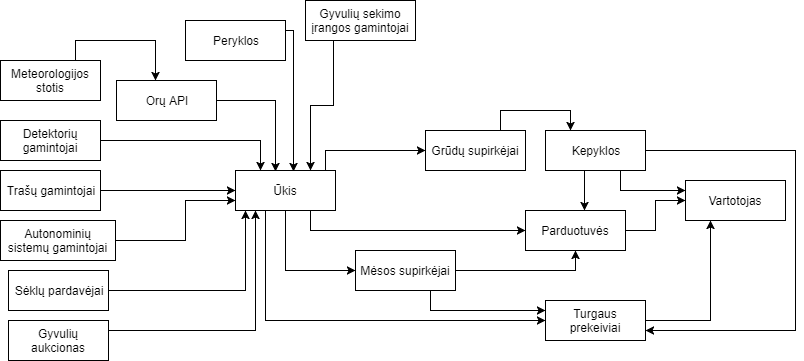 Gyvulių sekimo
įrangos gamintojai
Peryklos
Meteorologijos
stotis
Orų API
Detektorių
gamintojai
Grūdų supirkėjai
Kepyklos
Trašų gamintojai
Ūkis
Vartotojas
Autonominių
sistemų gamintojai
Parduotuvės
Mėsos supirkėjai
Sėklų pardavėjai
Turgaus
prekeiviai
Gyvulių
aukcionas